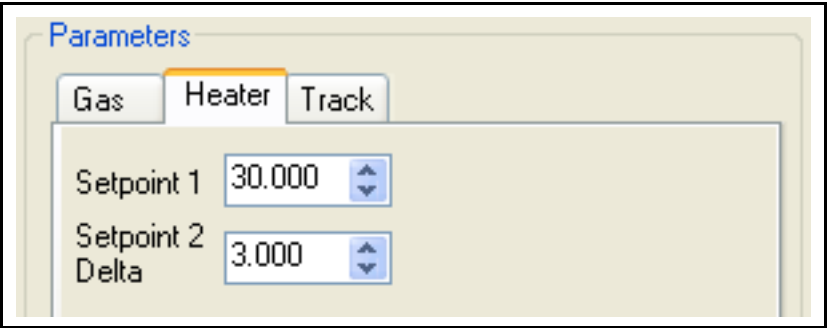 Parameters
Gas Heater Track
Setpoint 1 30.000
Setpoint 2
Delta 3.000